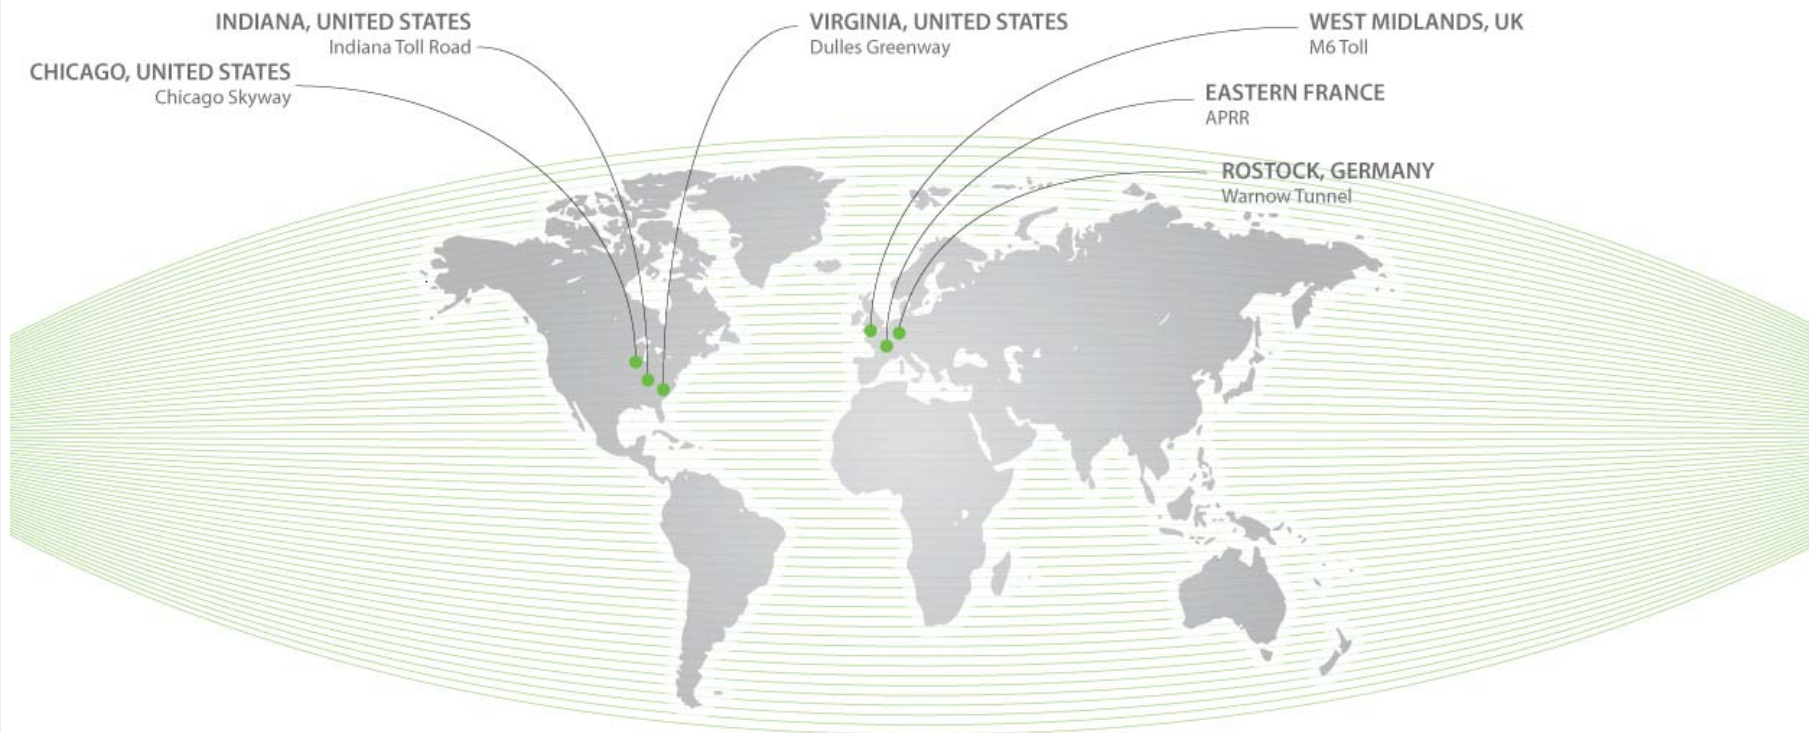 INDIANA, UNITED STATES
Indiana Toll Road
CHICAGO, UNITED STATES
Chicago Skyway
VIRGINIA, UNITED STATES
Dulles Greenway
WEST MIDLANDS, UK
M6 Toll
EASTERN FRANCE
APRR
ROSTOCK, GERMANY
Warnow Tunnel